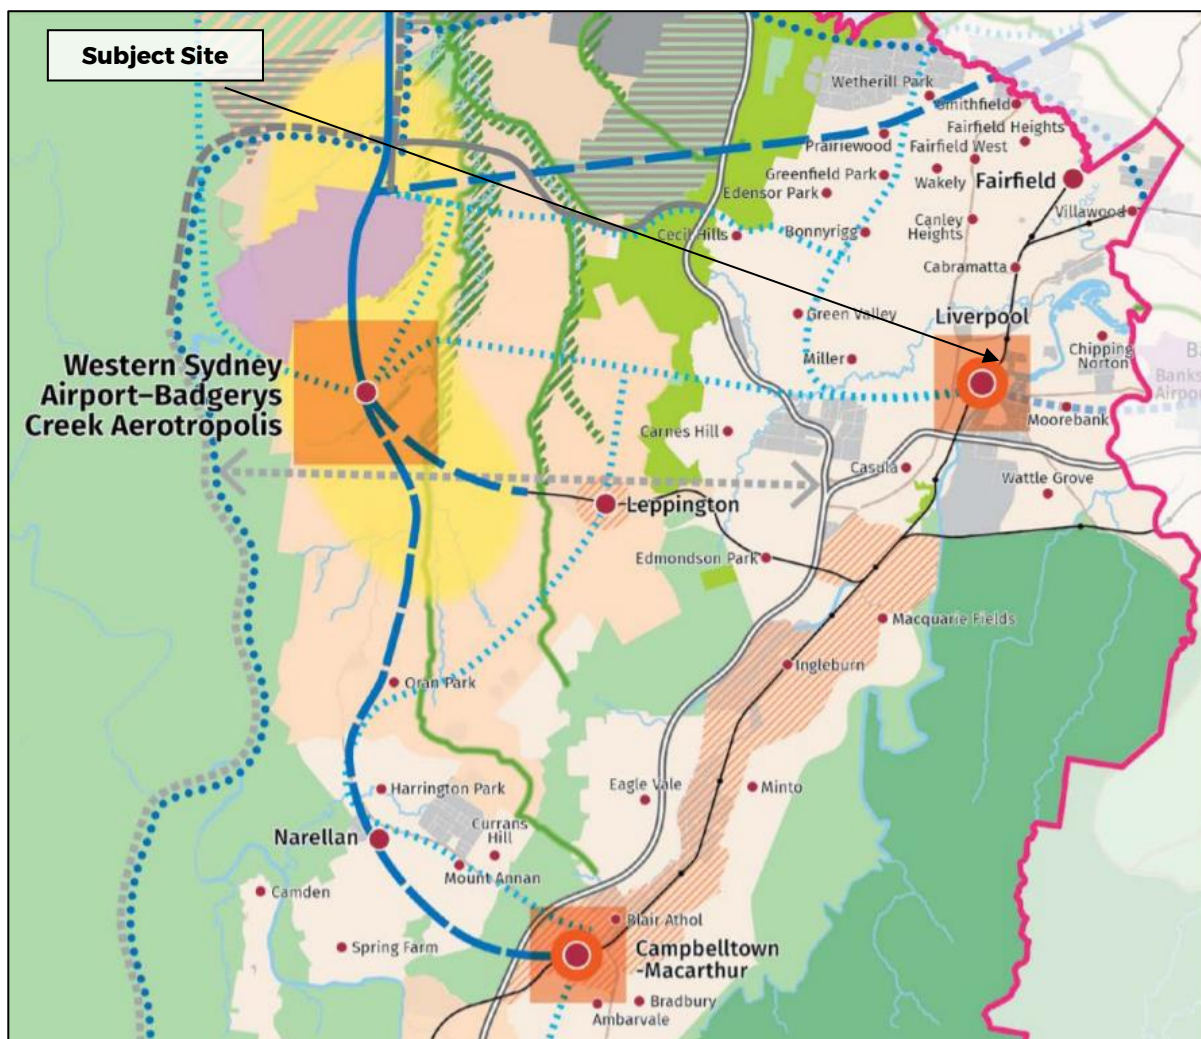 Subject Site
Wetherill Park
Smithfield
Fairfield Heights
Prairiewood
Fairfield West
Greenfield Park
Wakely
Fairfield
Edensor Park
Villawood
Canley
Heights
Cecil Hills
Bonnyrigg
Cabramatta
Green Valley
Liverpool
Miller
Chipping
Norton
Banks
Airpor
Western Sydney
Airport–Badgerys
Creek Aerotropolis
Moorebank
Carnes Hill
Casula
Wattle Grove
Leppington
Edmondson Park
Macquarie Fields
Ingleburn
Oran Park
Harrington Park
Eagle Vale
Minto
Currans
Hill
Narellan
Mount Annan
Camden
Blair Athol
Spring Farm
Campbelltown
-Macarthur
Bradbury
Ambarvale